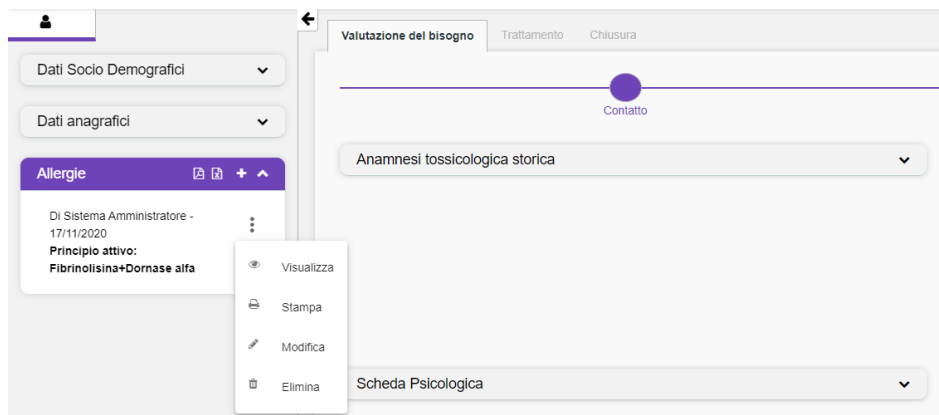 Valutazione del bisogno
Trattamento
Chiusura
Dati Socio Demografici
Dati anagrafici
Contatto
Anamnesi tossicologica storica
Allergie
Di Sistema Amministratore -
17/11/2020
Principio attivo:
Fibrinolisina+Dornase alfa
Visualizza
Stampa
Modifica
Elimina
Scheda Psicologica